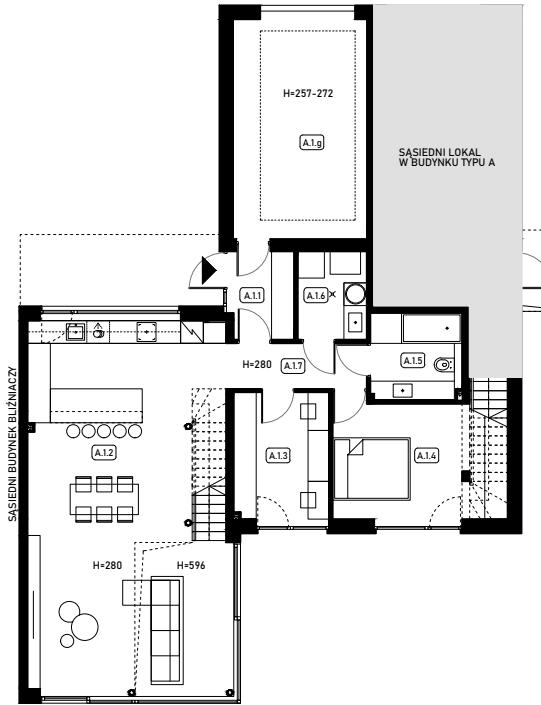 H=257-272
A.1.g
SĄSIEDNI LOKAL
W BUDYNKU TYPU A
A.1.1
A.1.6
H=280
A.1.7
A.1.5
SĄSIEDNI BUDYNEK BLIŹNIACZY
A.1.2
A.1.3
A.1.4
H=280
H=596